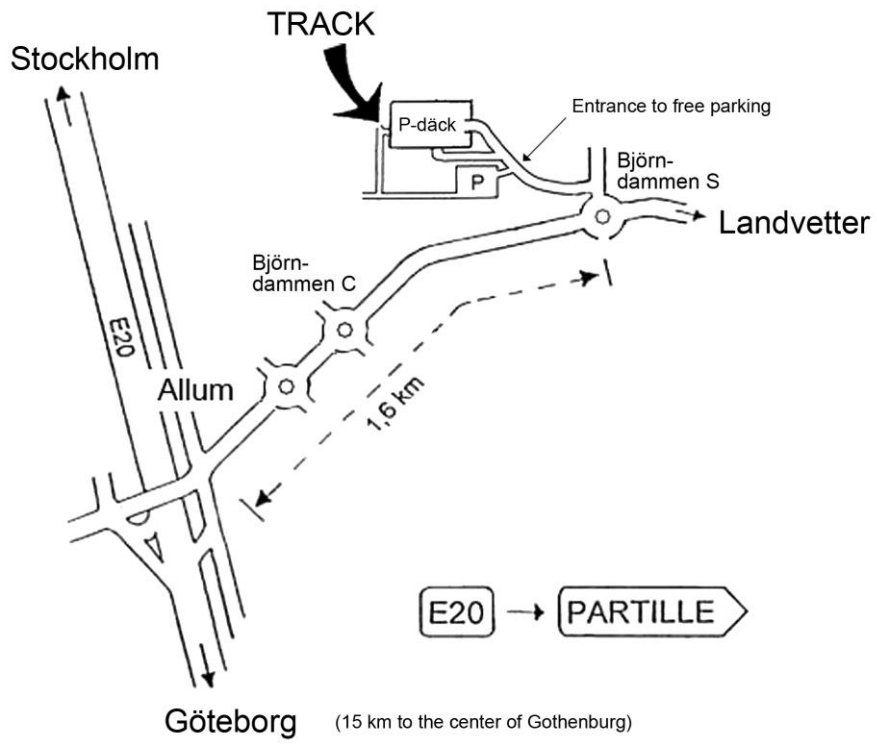 TRACK
Stockholm
Entrance to free parking
P-däck
Björn-
dammen S
P
Landvetter
Björn-
dammen C
E20
Allum
1,6 km
E20
PARTILLE
Göteborg
(15 km to the center of Gothenburg)